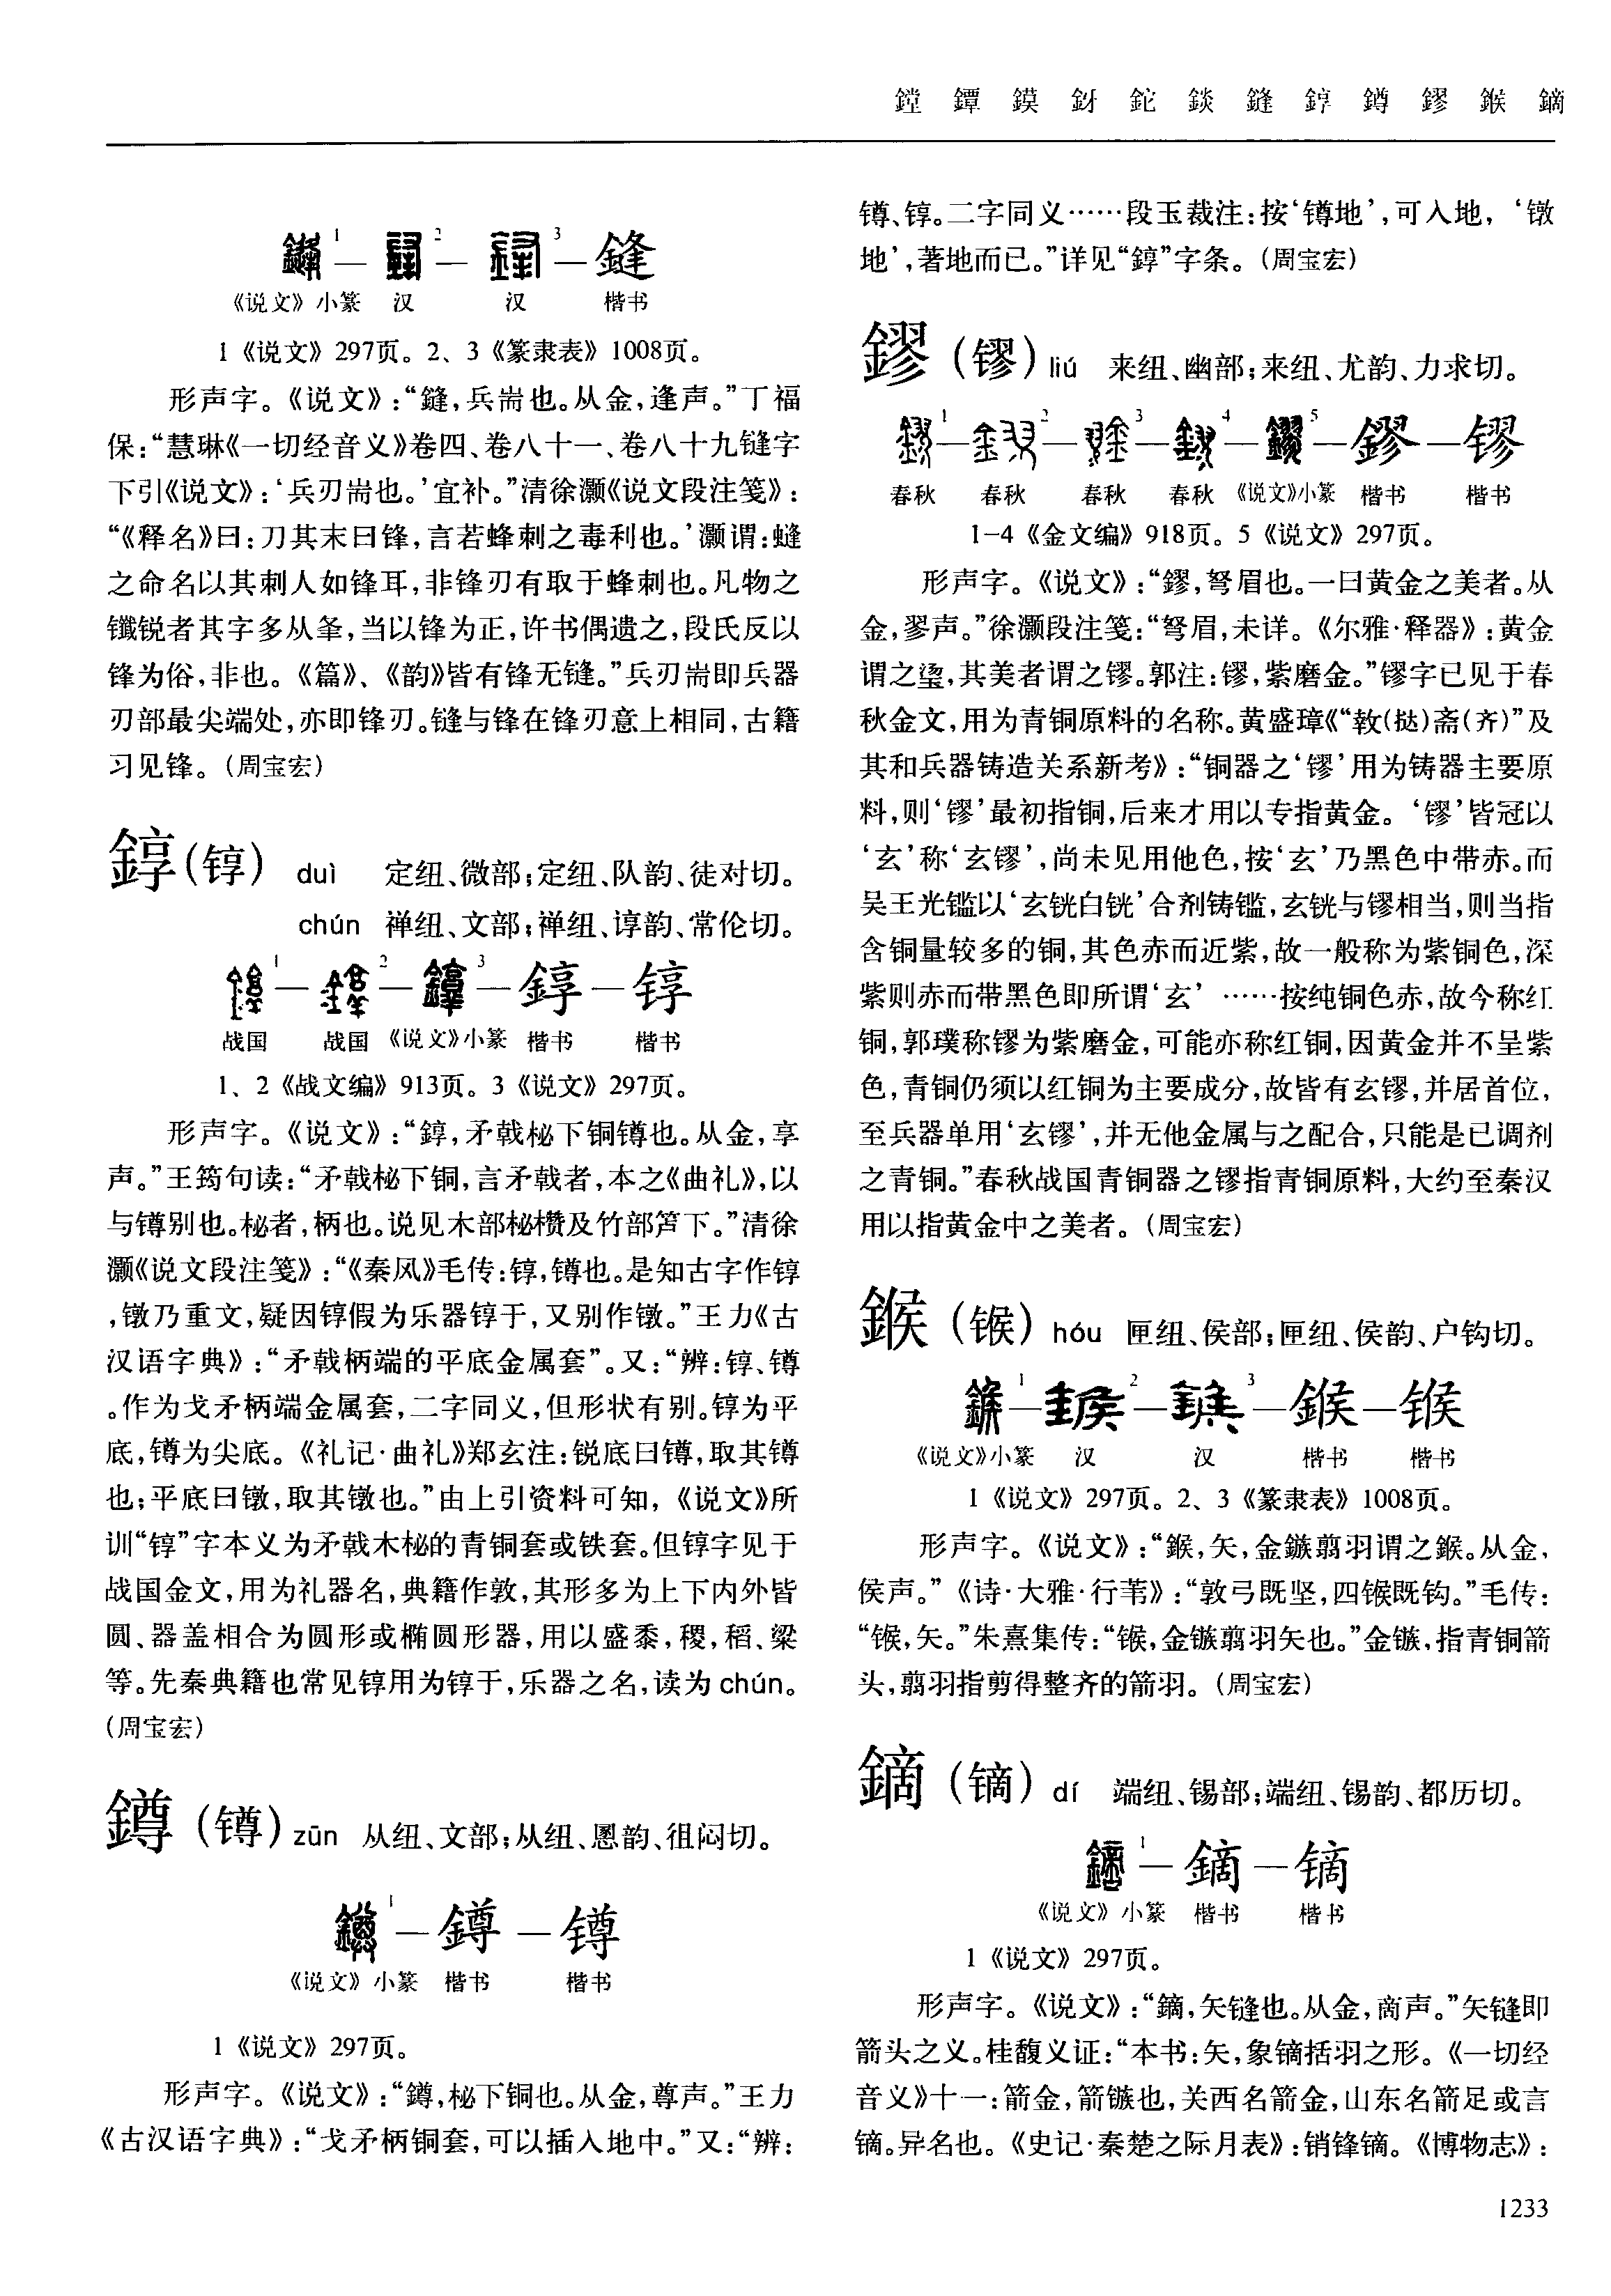 鏜 鐔 鏌 釾 鉈 錟 鏠 錞 鐏 鏐 鍭 鏑
1 — 2 — 3 — 鏠
《说文》小篆 汉 汉 楷书
1《说文》297页。2、3《篆隶表》1008页。
形声字。《说文》:“鏠,兵耑也。从金,逢声。”丁福
保:“慧琳《一切经音义》卷四、卷八十一、卷八十九鏠字
下引《说文》:‘兵刃耑也。’宜补。”清徐灏《说文段注笺》:
“《释名》曰:刀其末曰锋,言若蜂刺之毒利也。’灏谓:螠
之命名以其刺人如锋耳,非锋刃有取于蜂刺也。凡物之
鑯锐者其字多从夆,当以锋为正,许书偶遗之,段氏反以
锋为俗,非也。《篇》、《韵》皆有锋无鏠。”兵刃耑即兵器
刃部最尖端处,亦即锋刃。鏠与锋在锋刃意上相同,古籍
习见锋。(周宝宏)
錞(锝) duì 定纽、微部;定纽、队韵、徒对切。
chún 禅纽、文部;禅纽、谆韵、常伦切。
1 — 2 — 3 — 錞 — 錞
战国 战国 《说文》小篆 楷书 楷书
1、2《战文编》913页。3《说文》297页。
形声字。《说文》:“錞,矛戟柲下铜鐏也。从金,享
声。”王筠句读:“矛戟柲下铜,言矛戟者,本之《曲礼》,以
与鐏别也。柲者,柄也。说见木部柲欑及竹部䇷下。”清徐
灏《说文段注笺》:“《秦风》毛传:錞,鐏也。是知古字作錞
,镦乃重文,疑因錞假为乐器錞于,又别作镦。”王力《古
汉语字典》:“矛戟柄端的平底金属套”。又:“辨:錞、鐏
。作为戈矛柄端金属套,二字同义,但形状有别。錞为平
底,鐏为尖底。《礼记·曲礼》郑玄注:锐底曰鐏,取其鐏
也;平底曰镦,取其镦也。”由上引资料可知,《说文》所
训“錞”字本义为矛戟木柲的青铜套或铁套。但錞字见于
战国金文,用为礼器名,典籍作敦,其形多为上下内外皆
圆、器盖相合为圆形或椭圆形器,用以盛黍,稷,稻、粱
等。先秦典籍也常见錞用为錞于,乐器之名,读为 chún。
(周宝宏)
鐏(鐏) zūn 从纽、文部;从纽、慁韵、徂闷切。
1 — 鐏 — 鐏
《说文》小篆 楷书 楷书
1《说文》297页。
形声字。《说文》:“鐏,柲下铜也。从金,尊声。”王力
《古汉语字典》:“戈矛柄铜套,可以插入地中。”又:“辨:
鐏、錞。二字同义……段玉裁注:按‘鐏地’,可入地,‘镦
地’,著地而已。”详见“錞”字条。(周宝宏)
鏐(镠) liú 来纽、幽部;来纽、尤韵、力求切。
1 — 2 — 3 — 4 — 5 — 鏐 — 镠
春秋 春秋 春秋 春秋 《说文》小篆 楷书 楷书
1-4《金文编》918页。5《说文》297页。
形声字。《说文》:“鏐,弩眉也。一曰黄金之美者。从
金,翏声。”徐灏段注笺:“弩眉,未详。《尔雅·释器》:黄金
谓之璗,其美者谓之镠。郭注:镠,紫磨金。”镠字已见于春
秋金文,用为青铜原料的名称。黄盛璋《“敹(挞)斋(齐)”及
其和兵器铸造关系新考》:“铜器之‘镠’用为铸器主要原
料,则‘镠’最初指铜,后来才用以专指黄金。‘镠’皆冠以
‘玄’称‘玄镠’,尚未见用他色,按‘玄’乃黑色中带赤。而
吴王光鑑以‘玄铣白铣’合剂铸鑑,玄铣与镠相当,则当指
含铜量较多的铜,其色赤而近紫,故一般称为紫铜色,深
紫则赤而带黑色即所谓‘玄’……按纯铜色赤,故今称红
铜,郭璞称镠为紫磨金,可能亦称红铜,因黄金并不呈紫
色,青铜仍须以红铜为主要成分,故皆有玄镠,并居首位,
至兵器单用‘玄镠’,并无他金属与之配合,只能是已调剂
之青铜。”春秋战国青铜器之镠指青铜原料,大约至秦汉
用以指黄金中之美者。(周宝宏)
鍭(鍭) hóu 匣纽、侯部;匣纽、侯韵、户钩切。
1 — 2 — 3 — 鍭 — 鍭
《说文》小篆 汉 汉 楷书 楷书
1《说文》297页。2、3《篆隶表》1008页。
形声字。《说文》:“鍭,矢,金鏃翦羽谓之鍭。从金,
侯声。”《诗·大雅·行苇》:“敦弓既坚,四鍭既钩。”毛传:
“鍭,矢。”朱熹集传:“鍭,金镞翦羽矢也。”金镞,指青铜箭
头,翦羽指剪得整齐的箭羽。(周宝宏)
鏑(镝) dí 端纽、锡部;端纽、锡韵、都历切。
1 — 鏑 — 镝
《说文》小篆 楷书 楷书
1《说文》297页。
形声字。《说文》:“鏑,矢鏠也。从金,啇声。”矢鏠即
箭头之义。桂馥义证:“本书:矢,象镝括羽之形。《一切经
音义》十一:箭金,箭镞也,关西名箭金,山东名箭足或言
镝。异名也。《史记·秦楚之际月表》:销锋镝。《博物志》:
1233